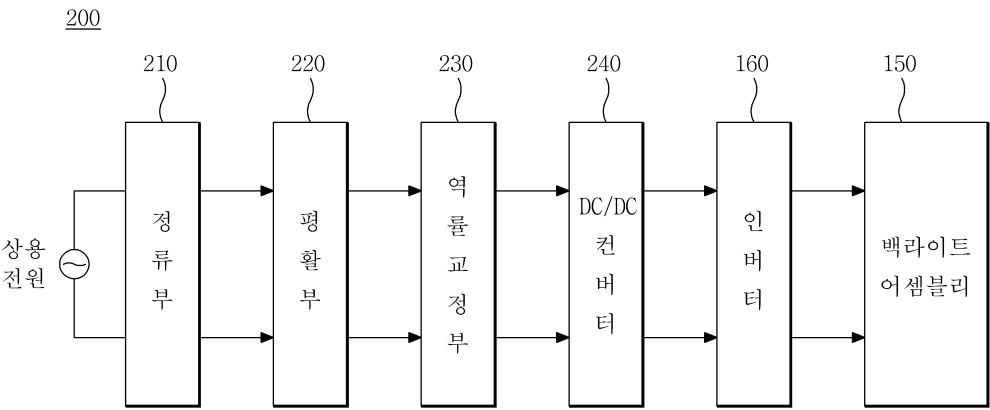 200
210
220
230
240
160
150
상용
전원
정류부
평활부
역률교정부
DC/DC
컨버터
인버터
백라이트
어셈블리